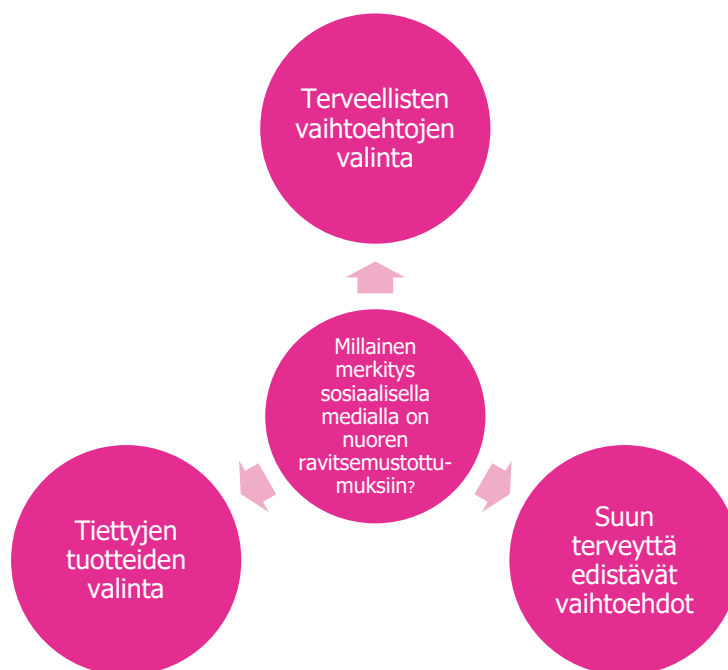 Terveellisten
vaihtoehtojen
valinta
Millainen
merkitys
sosiaalisella
medialla on
nuoren
ravitsemustottu-
muksiin?
Tiettyjen
tuotteiden
valinta
Suun
terveyttä
edistävät
vaihtoehdot